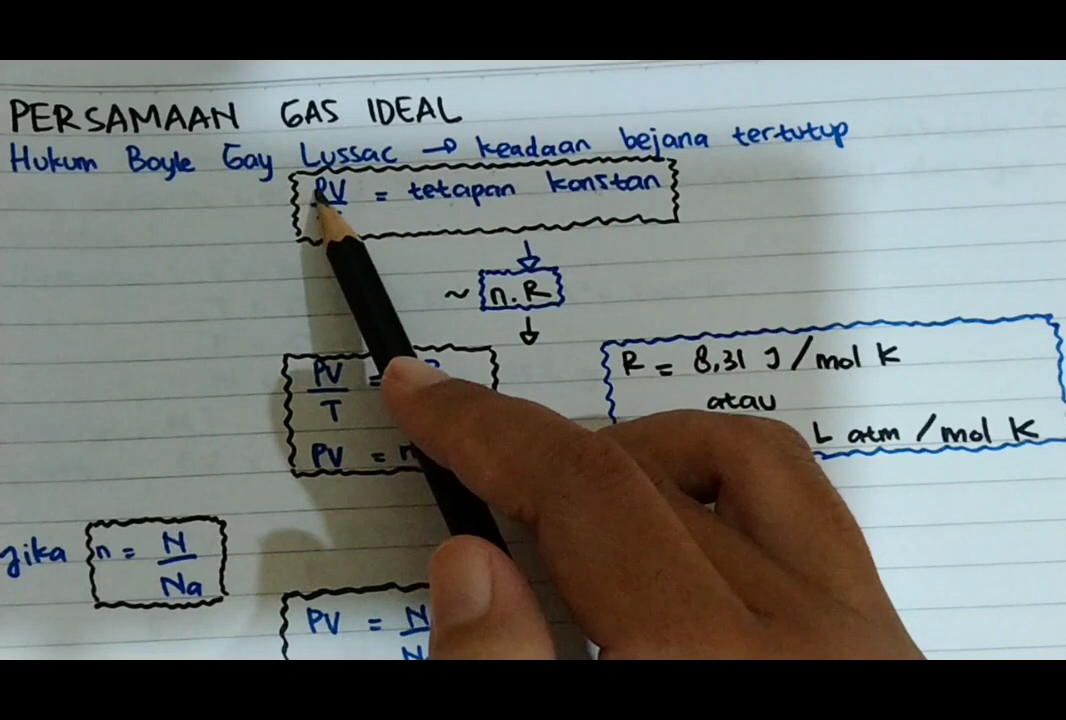 PERSAMAAN GAS IDEAL
Hukum Boyle Gay Lussac → keadaan bejana tertutup
PV = tetapan konstan
~ n.R
PV
T
R = 8,31 J/mol K
atau
L atm/mol K
PV =
jika n = N
Na
PV = N